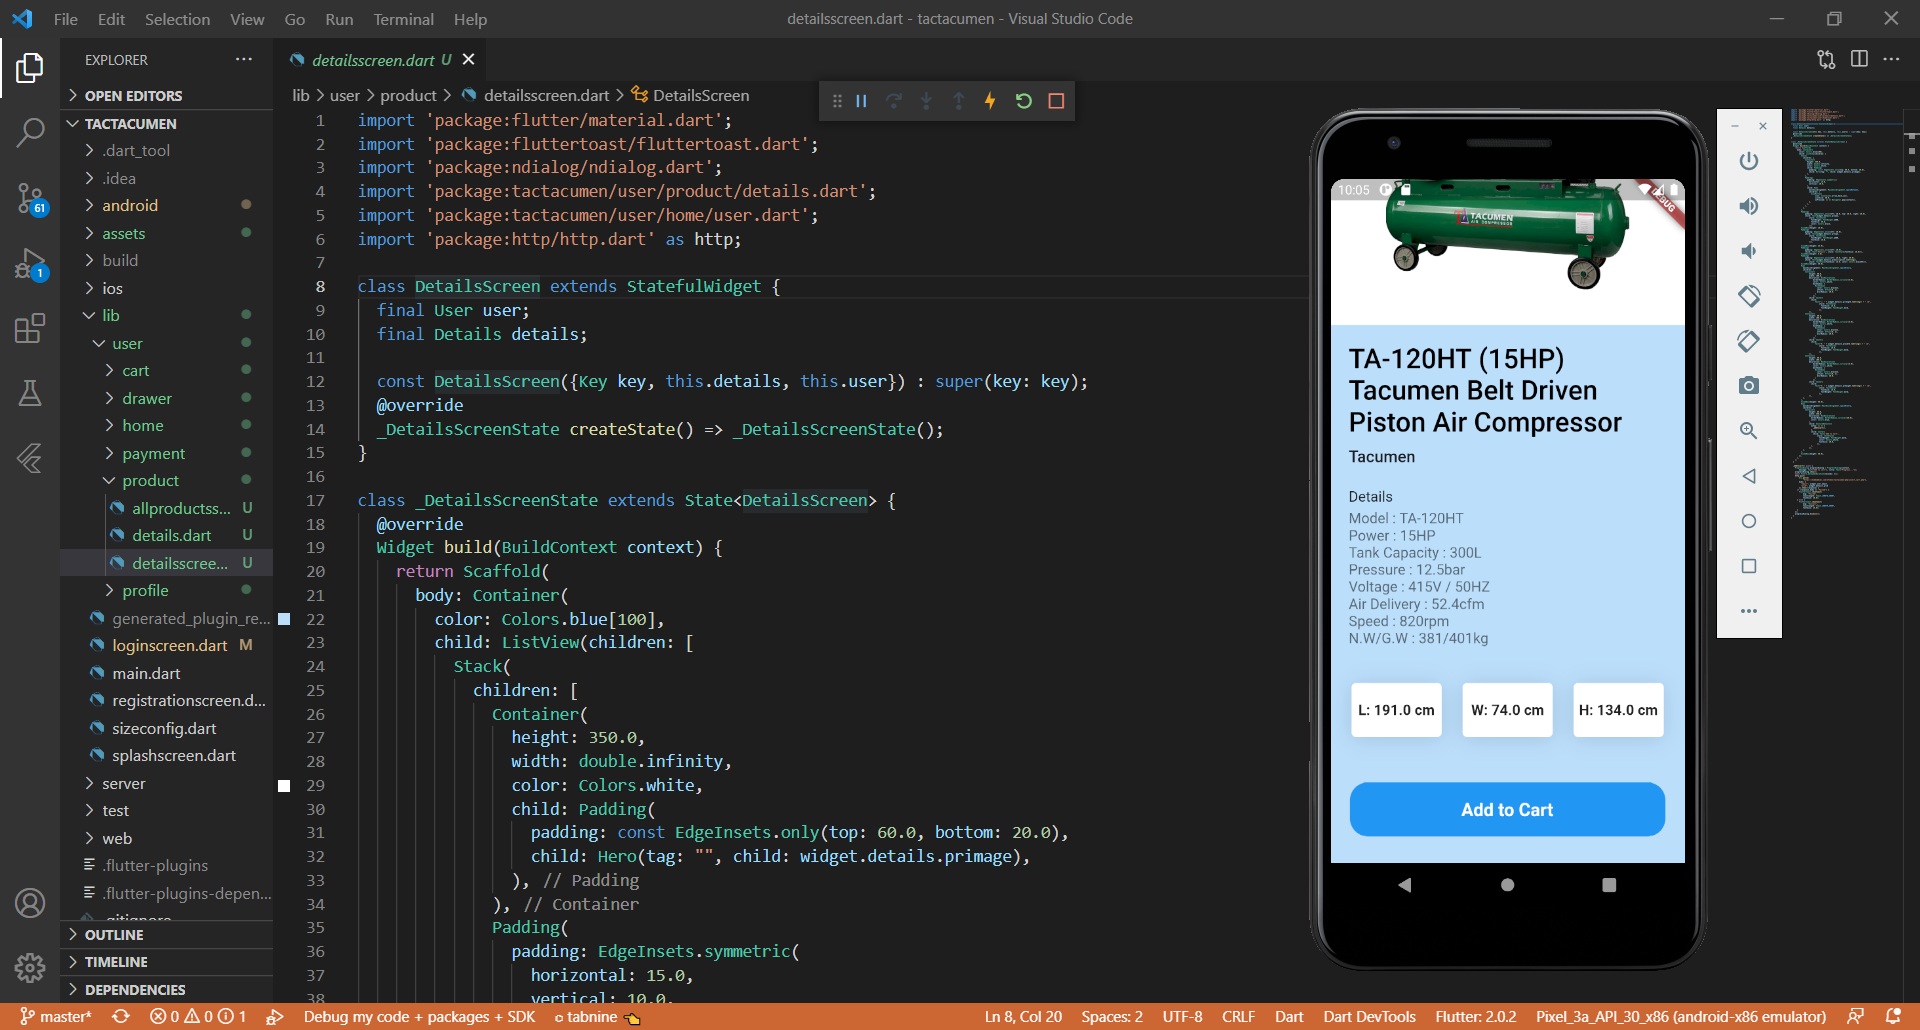 File Edit Selection View Go Run Terminal Help
detailsscreen.dart - tactacumen - Visual Studio Code
EXPLORER
OPEN EDITORS
TACTACUMEN
.dart_tool
.idea
android
assets
build
ios
lib
user
cart
drawer
home
payment
product
allproductss... U
details.dart U
detailsscree... U
profile
generated_plugin_re...
loginscreen.dart M
main.dart
registrationscreen.d...
sizeconfig.dart
splashscreen.dart
server
test
web
.flutter-plugins
.flutter-plugins-depen...
.gitignore
OUTLINE
TIMELINE
DEPENDENCIES
61
1
detailsscreen.dart U
lib > user > product > detailsscreen.dart > DetailsScreen
1 import 'package:flutter/material.dart';
2 import 'package:fluttertoast/fluttertoast.dart';
3 import 'package:ndialog/ndialog.dart';
4 import 'package:tactacumen/user/product/details.dart';
5 import 'package:tactacumen/user/home/user.dart';
6 import 'package:http/http.dart' as http;
7
8 class DetailsScreen extends StatefulWidget {
9 final User user;
10 final Details details;
11
12 const DetailsScreen({Key key, this.details, this.user}) : super(key: key);
13 @override
14 _DetailsScreenState createState() => _DetailsScreenState();
15 }
16
17 class _DetailsScreenState extends State<DetailsScreen> {
18 @override
19 Widget build(BuildContext context) {
20 return Scaffold(
21 body: Container(
22 color: Colors.blue[100],
23 child: ListView(children: [
24 Stack(
25 children: [
26 Container(
27 height: 350.0,
28 width: double.infinity,
29 color: Colors.white,
30 child: Padding(
31 padding: const EdgeInsets.only(top: 60.0, bottom: 20.0),
32 child: Hero(tag: "", child: widget.details.primage),
33 ), // Padding
34 ), // Container
35 Padding(
36 padding: EdgeInsets.symmetric(
37 horizontal: 15.0,
38 vertical: 10.0,
10:05
TACUMEN
AIR COMPRESSOR
TA-120HT (15HP)
Tacumen Belt Driven
Piston Air Compressor
Tacumen
Details
Model : TA-120HT
Power : 15HP
Tank Capacity : 300L
Pressure : 12.5bar
Voltage : 415V / 50HZ
Air Delivery : 52.4cfm
Speed : 820rpm
N.W/G.W : 381/401kg
L: 191.0 cm W: 74.0 cm H: 134.0 cm
Add to Cart
master* 0 0 1 Debug my code + packages + SDK tabnine Ln 8, Col 20 Spaces: 2 UTF-8 CRLF Dart Dart DevTools Flutter: 2.0.2 Pixel_3a_API_30_x86 (android-x86 emulator)